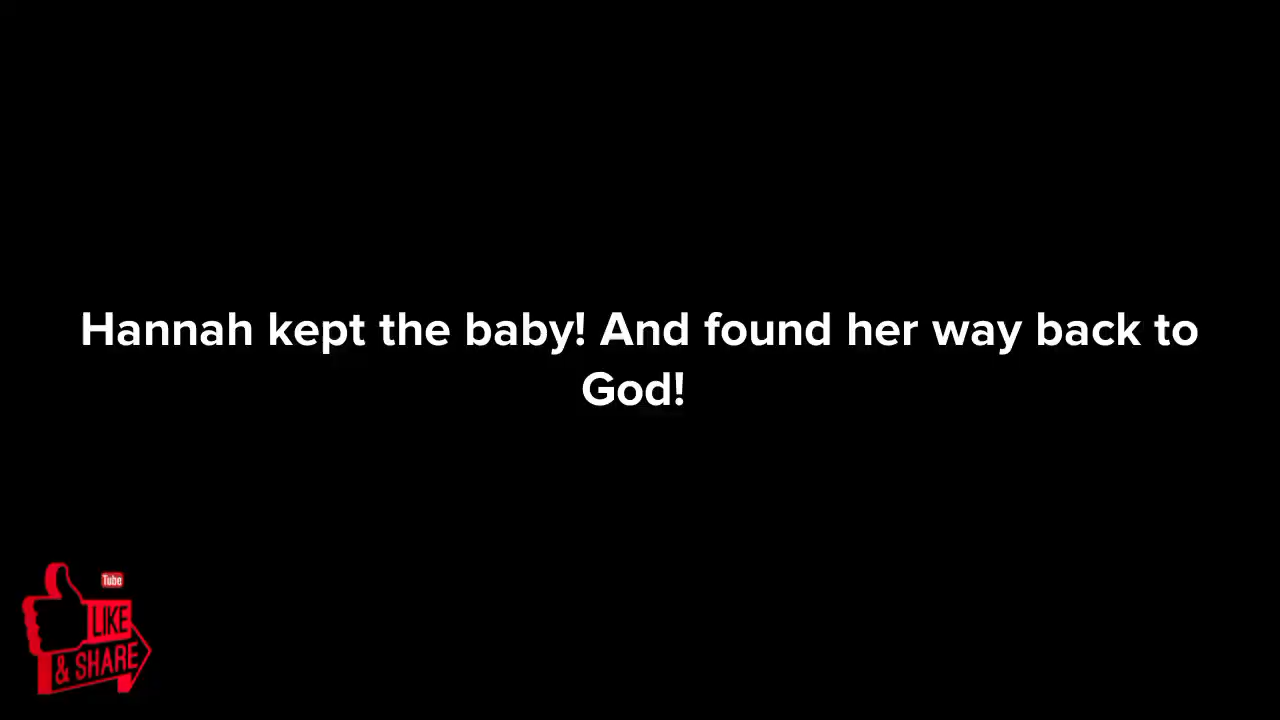 Hannah kept the baby! And found her way back to
God!
Tube
LIKE
& SHARE